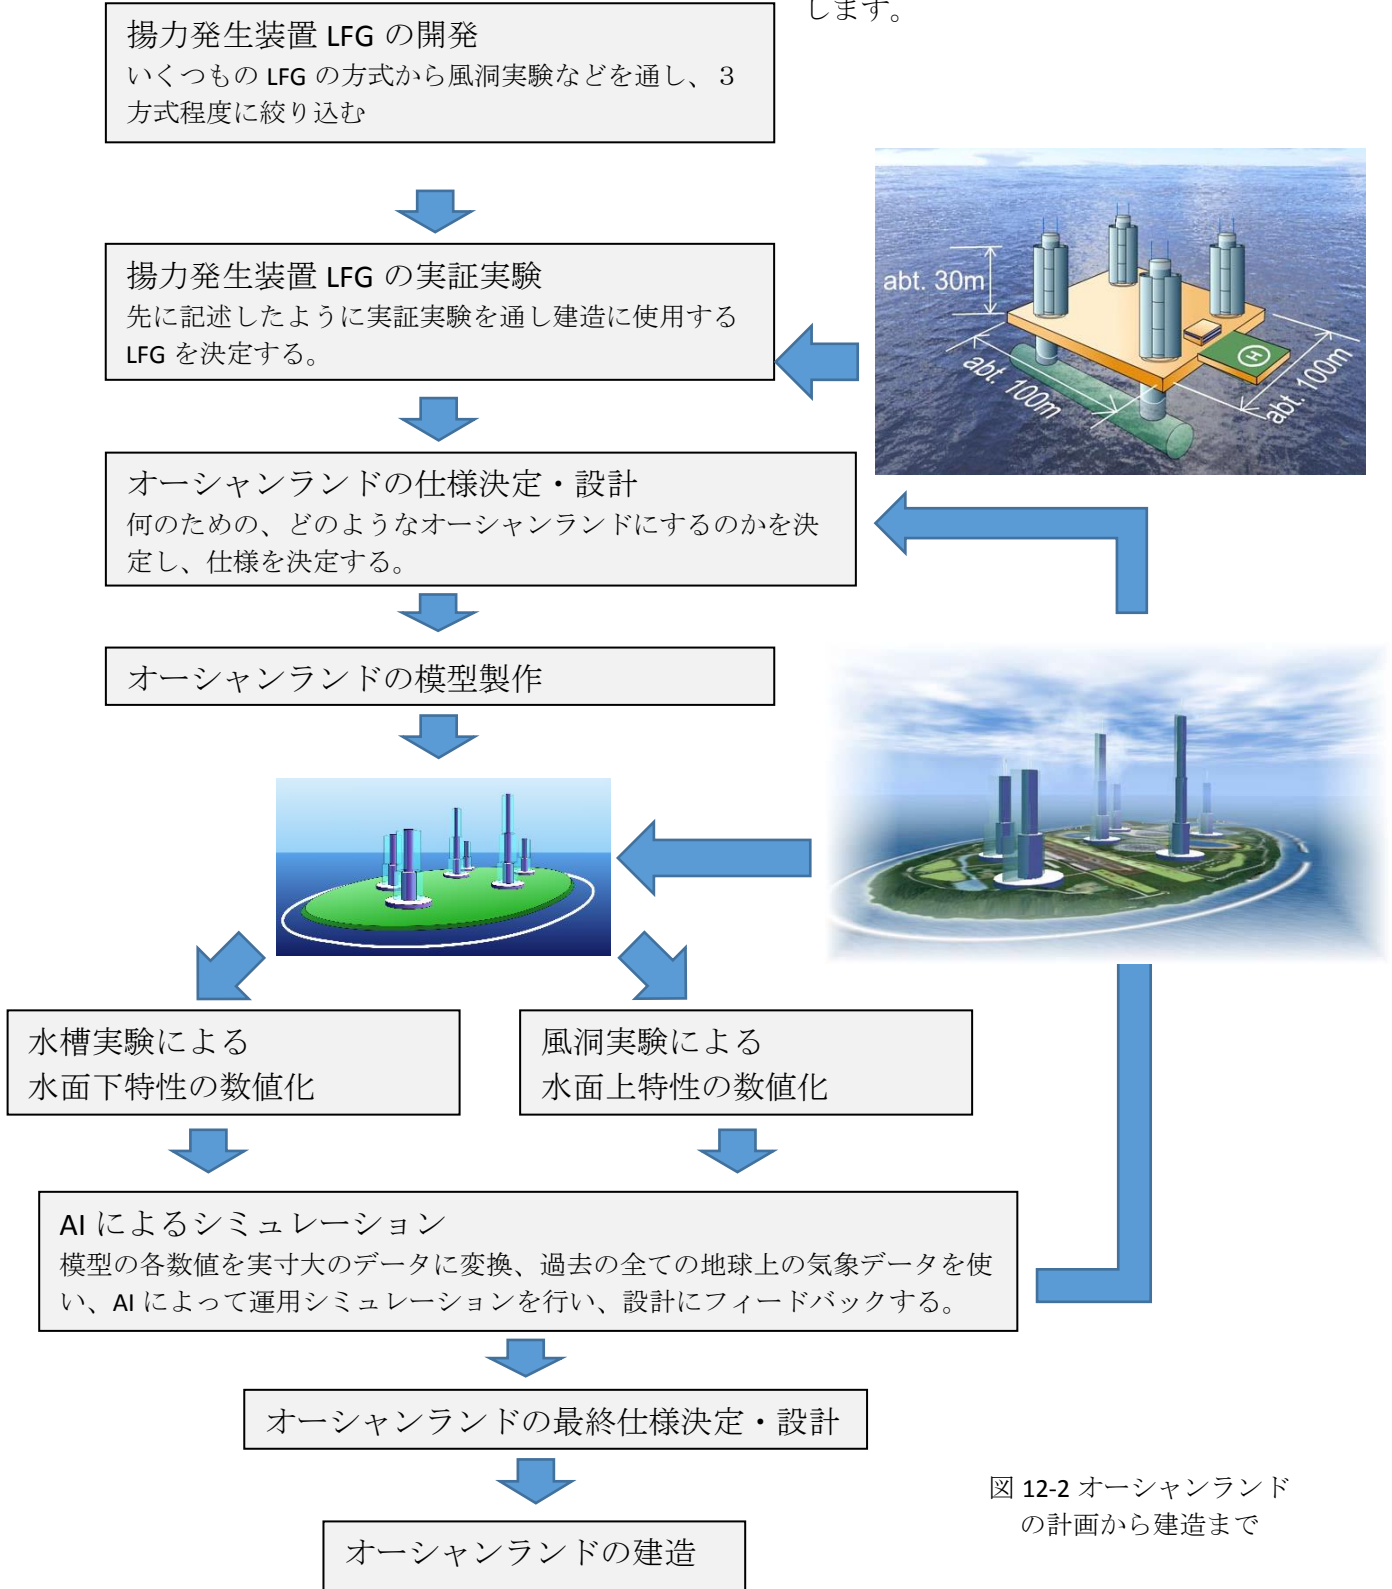 します。
揚力発生装置 LFG の開発
いくつもの LFG の方式から風洞実験などを通し、３
方式程度に絞り込む
揚力発生装置 LFG の実証実験
先に記述したように実証実験を通し建造に使用する
LFG を決定する。
abt. 30m
abt. 100m
abt. 100m
H
オーシャンランドの仕様決定・設計
何のための、どのようなオーシャンランドにするのかを決
定し、仕様を決定する。
オーシャンランドの模型製作
水槽実験による
水面下特性の数値化
風洞実験による
水面上特性の数値化
AI によるシミュレーション
模型の各数値を実寸大のデータに変換、過去の全ての地球上の気象データを使
い、AI によって運用シミュレーションを行い、設計にフィードバックする。
オーシャンランドの最終仕様決定・設計
オーシャンランドの建造
図 12-2 オーシャンランド
の計画から建造まで